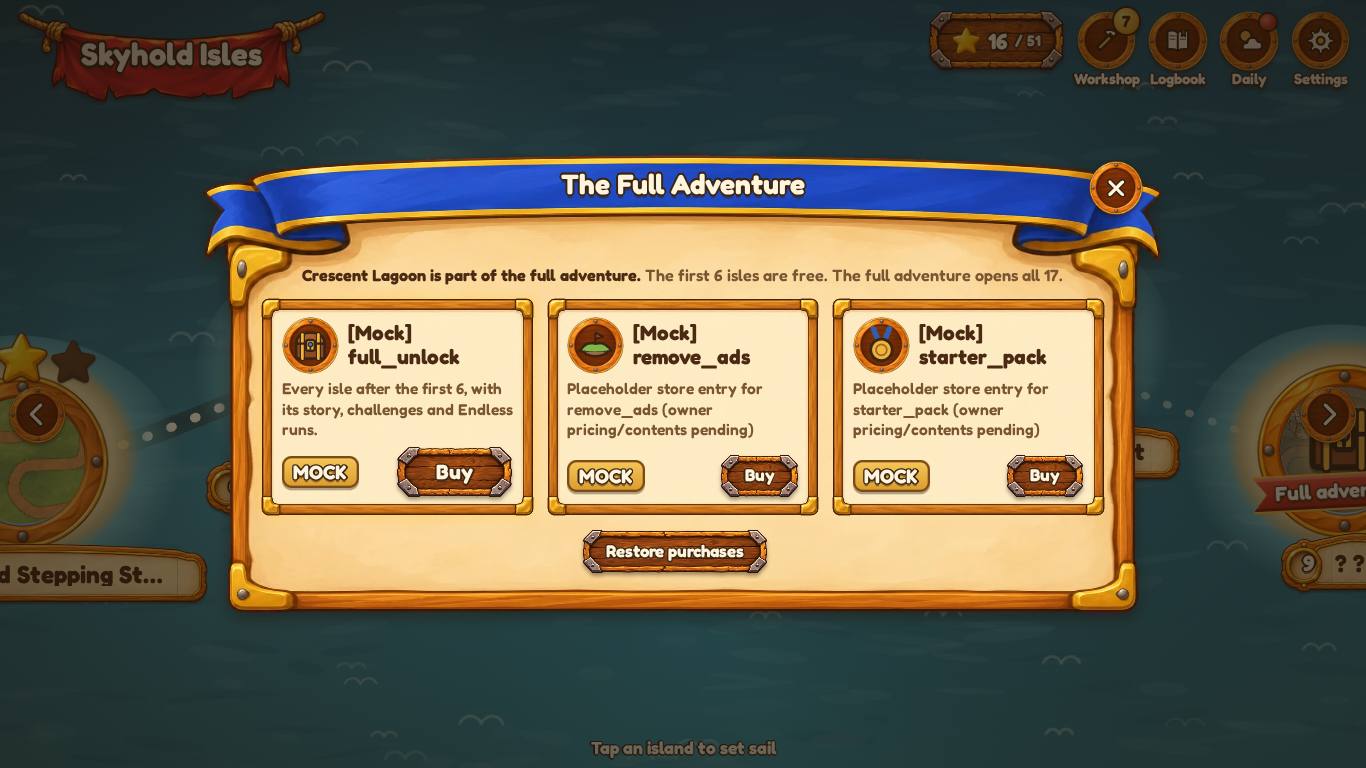 Skyhold Isles
16 / 51
7
Workshop
Logbook
Daily
Settings
The Full Adventure
Crescent Lagoon is part of the full adventure. The first 6 isles are free. The full adventure opens all 17.
[Mock]
full_unlock
Every isle after the first 6, with
its story, challenges and Endless
runs.
MOCK
Buy
[Mock]
remove_ads
Placeholder store entry for
remove_ads (owner
pricing/contents pending)
MOCK
Buy
[Mock]
starter_pack
Placeholder store entry for
starter_pack (owner
pricing/contents pending)
MOCK
Buy
Restore purchases
d Stepping St...
t
Full adver
9 ? ?
Tap an island to set sail